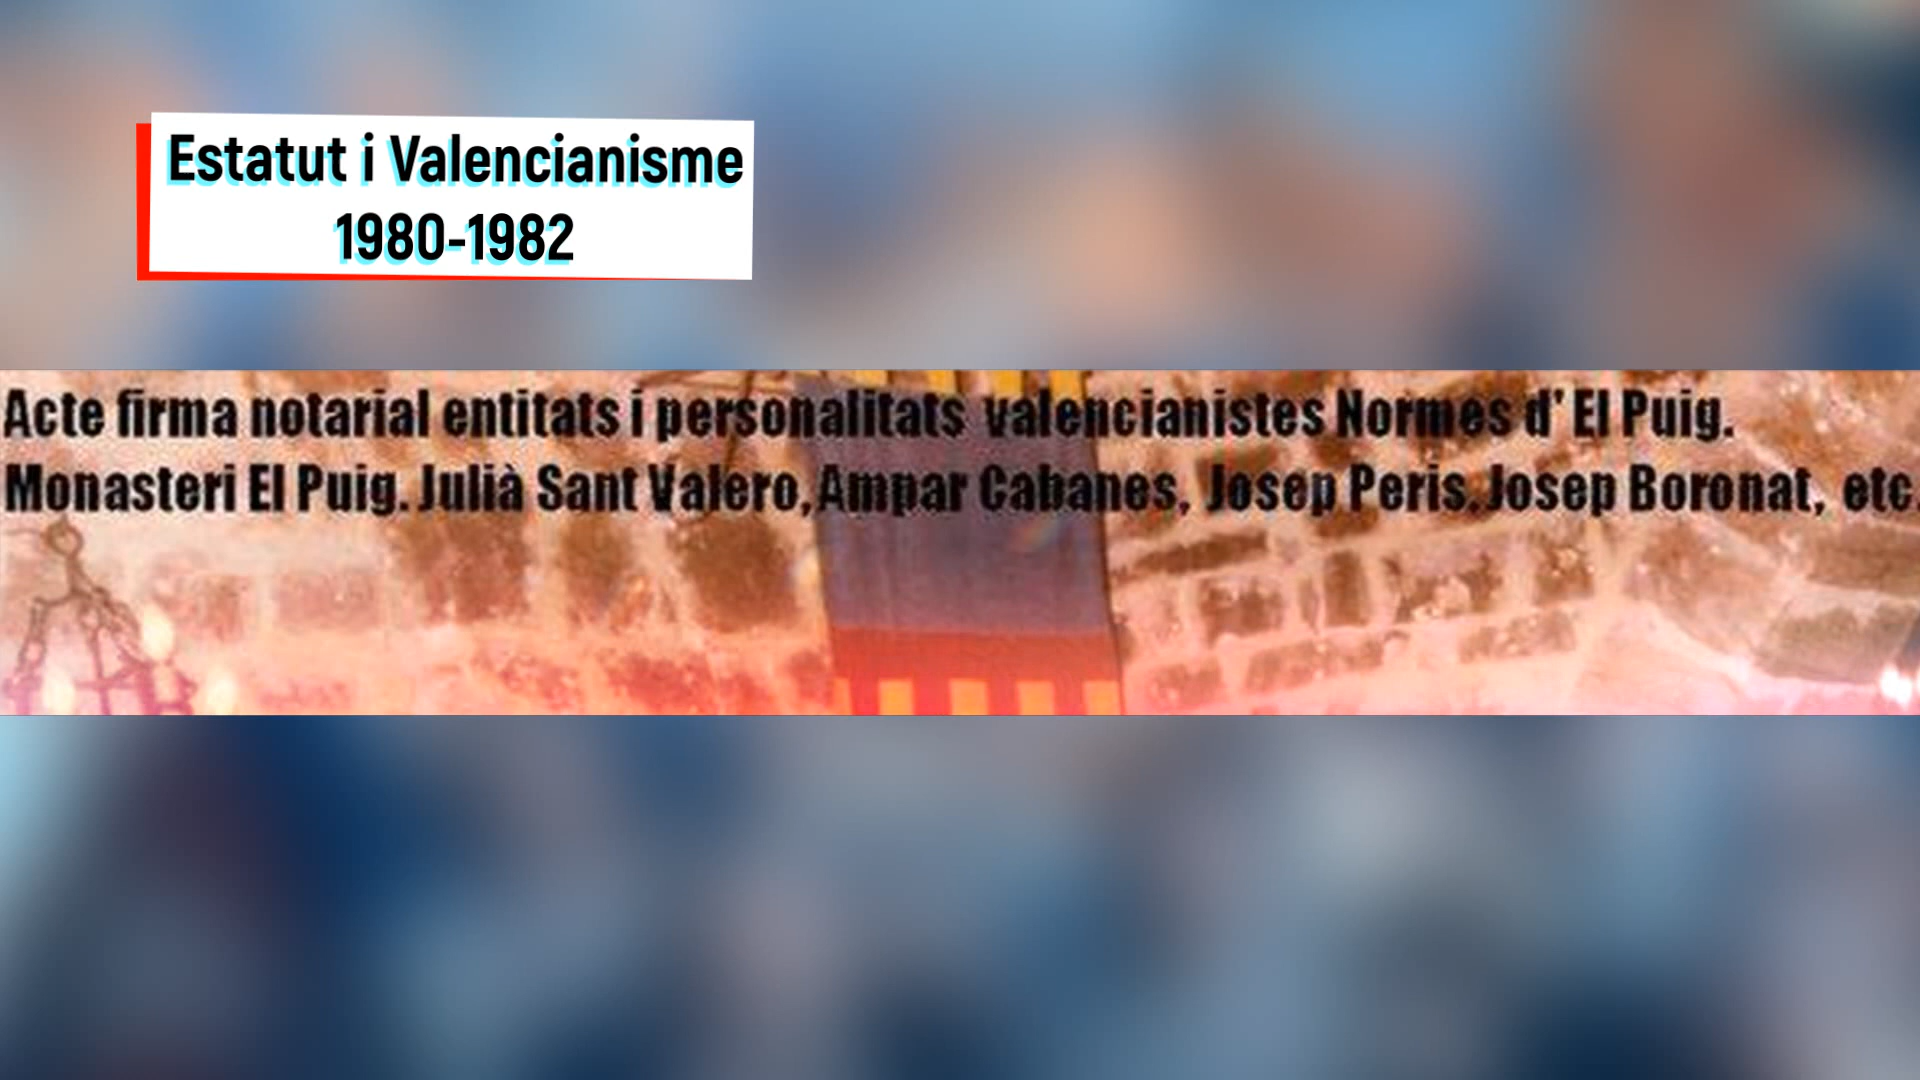 Estatut i Valencianisme
1980-1982
Acte firma notarial entitats i personalitats valencianistes Normes d' El Puig.
Monasteri El Puig. Julià Sant Valero, Ampar Cabanes, Josep Peris. Josep Boronat, etc.